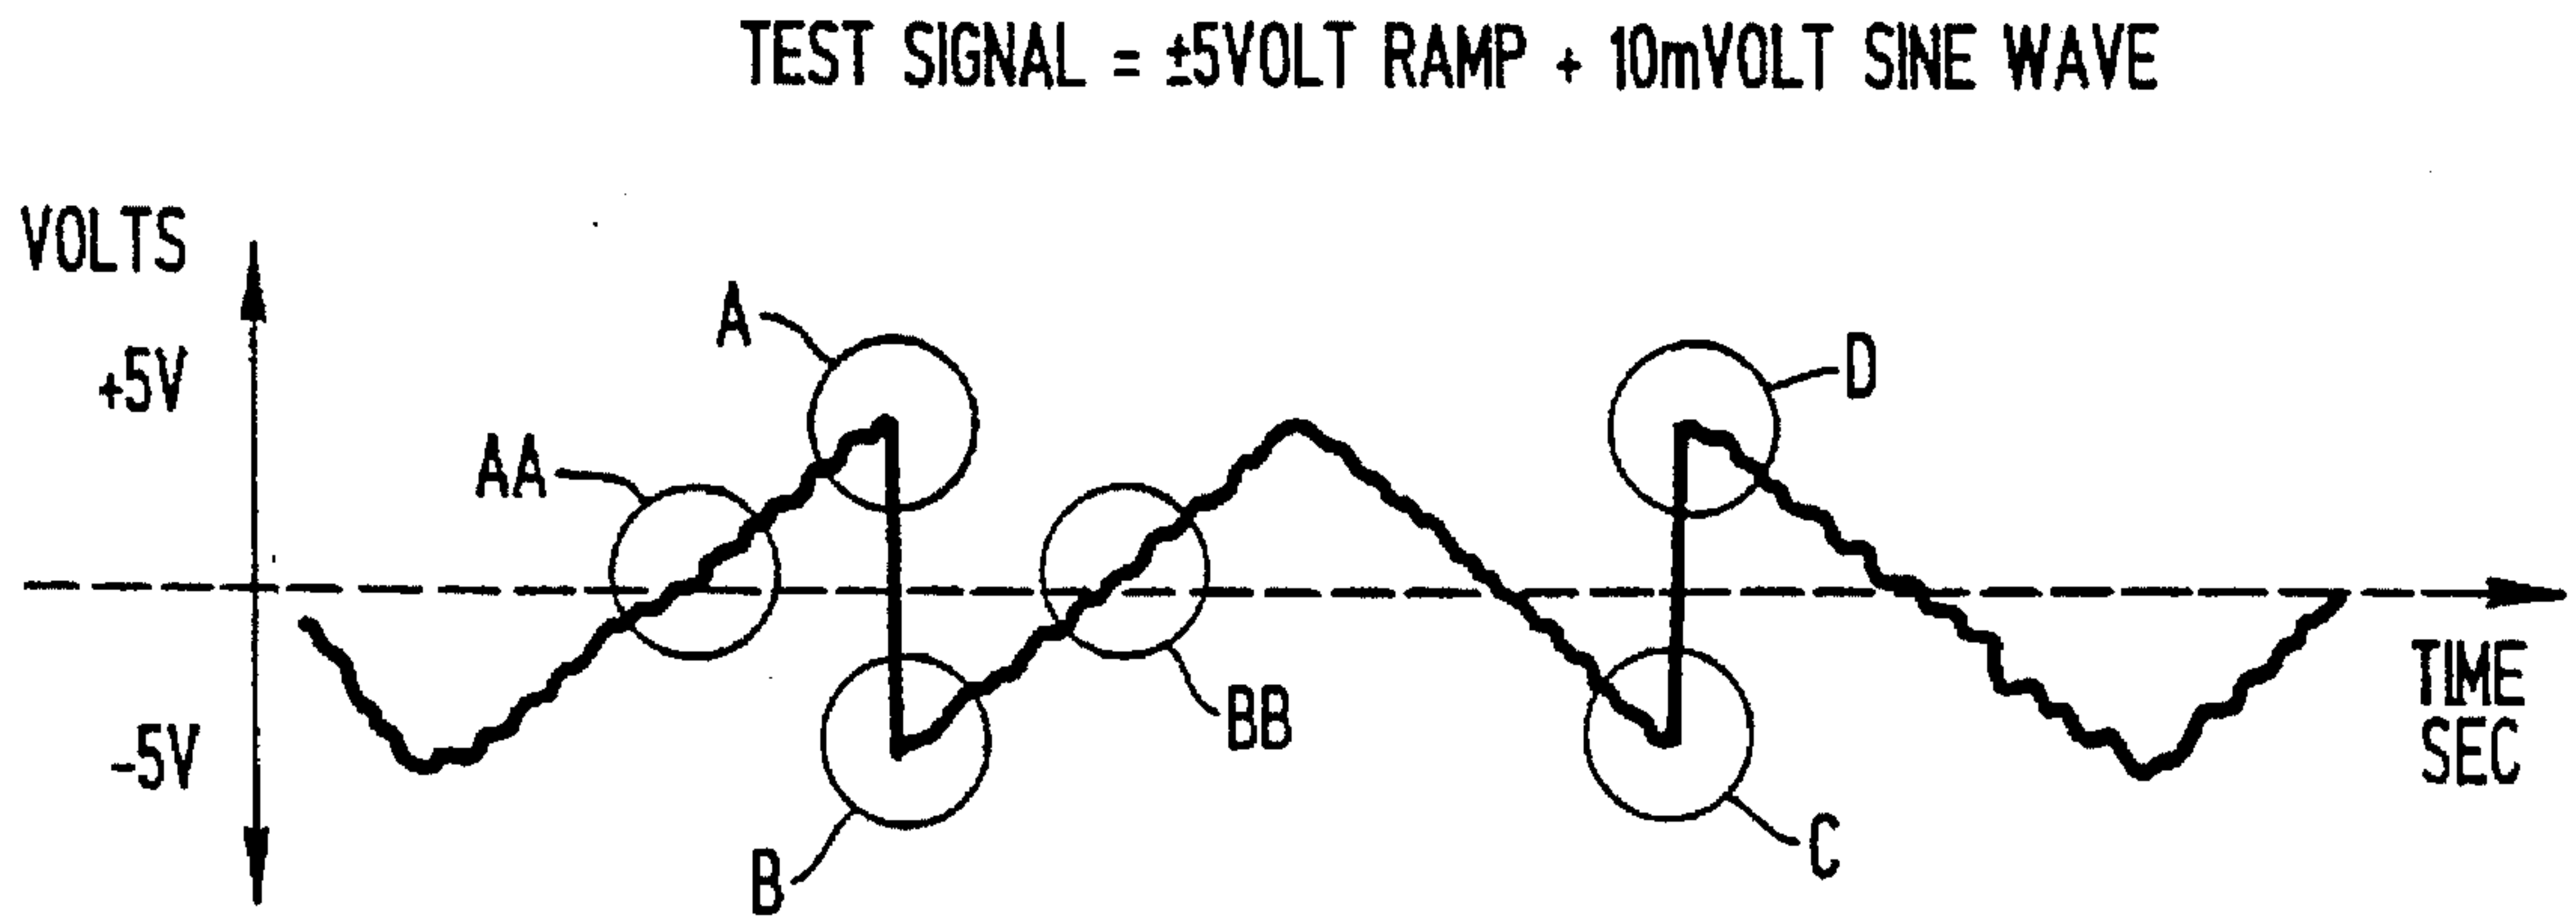 TEST SIGNAL = ±5VOLT RAMP + 10mVOLT SINE WAVE
VOLTS
+5V
-5V
A
AA
B
BB
C
D
TIME
SEC